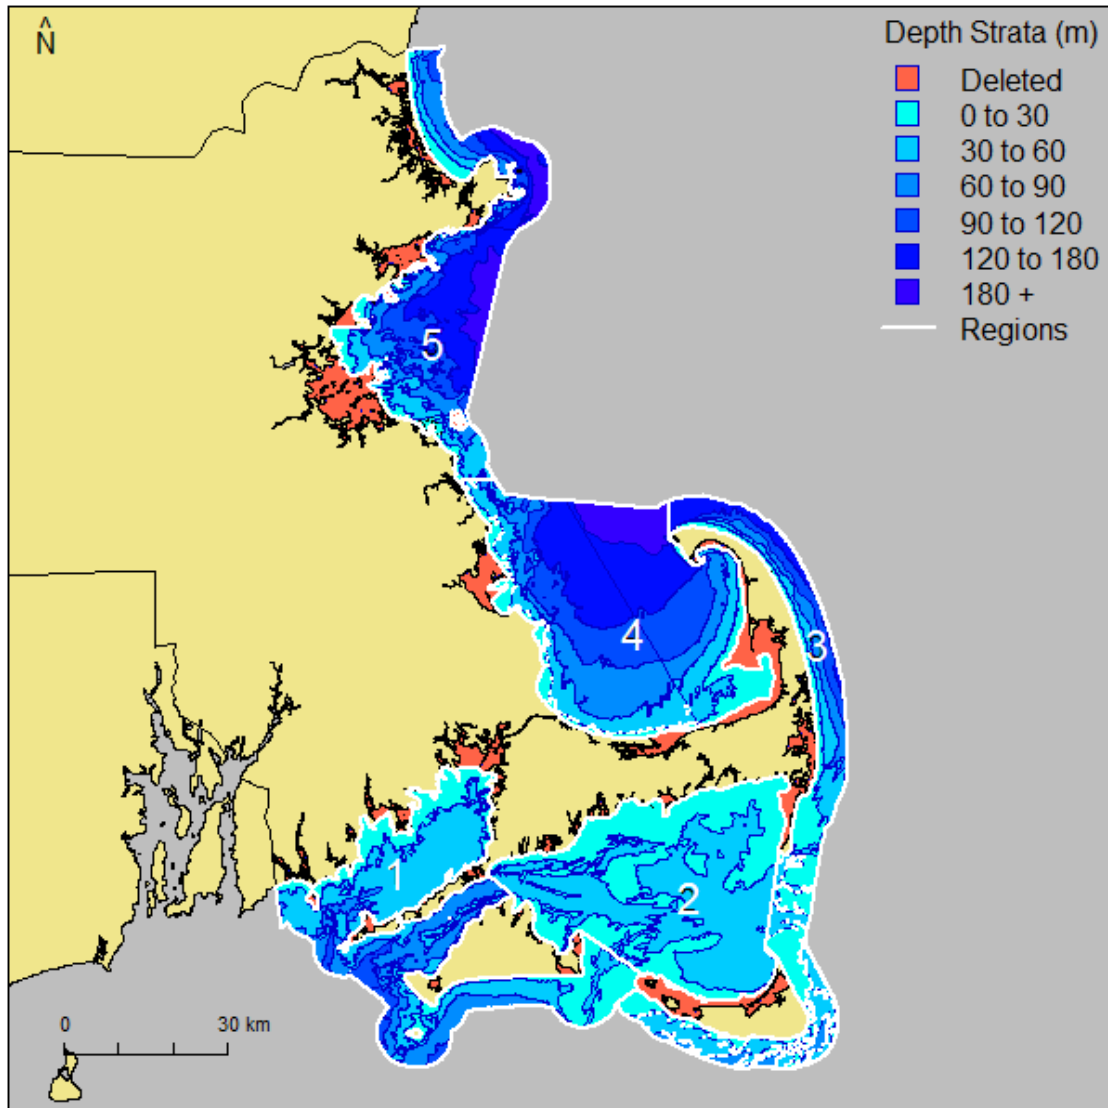 ^
N
Depth Strata (m)
Deleted
0 to 30
30 to 60
60 to 90
90 to 120
120 to 180
180 +
Regions
5
4
3
1
2
0 30 km